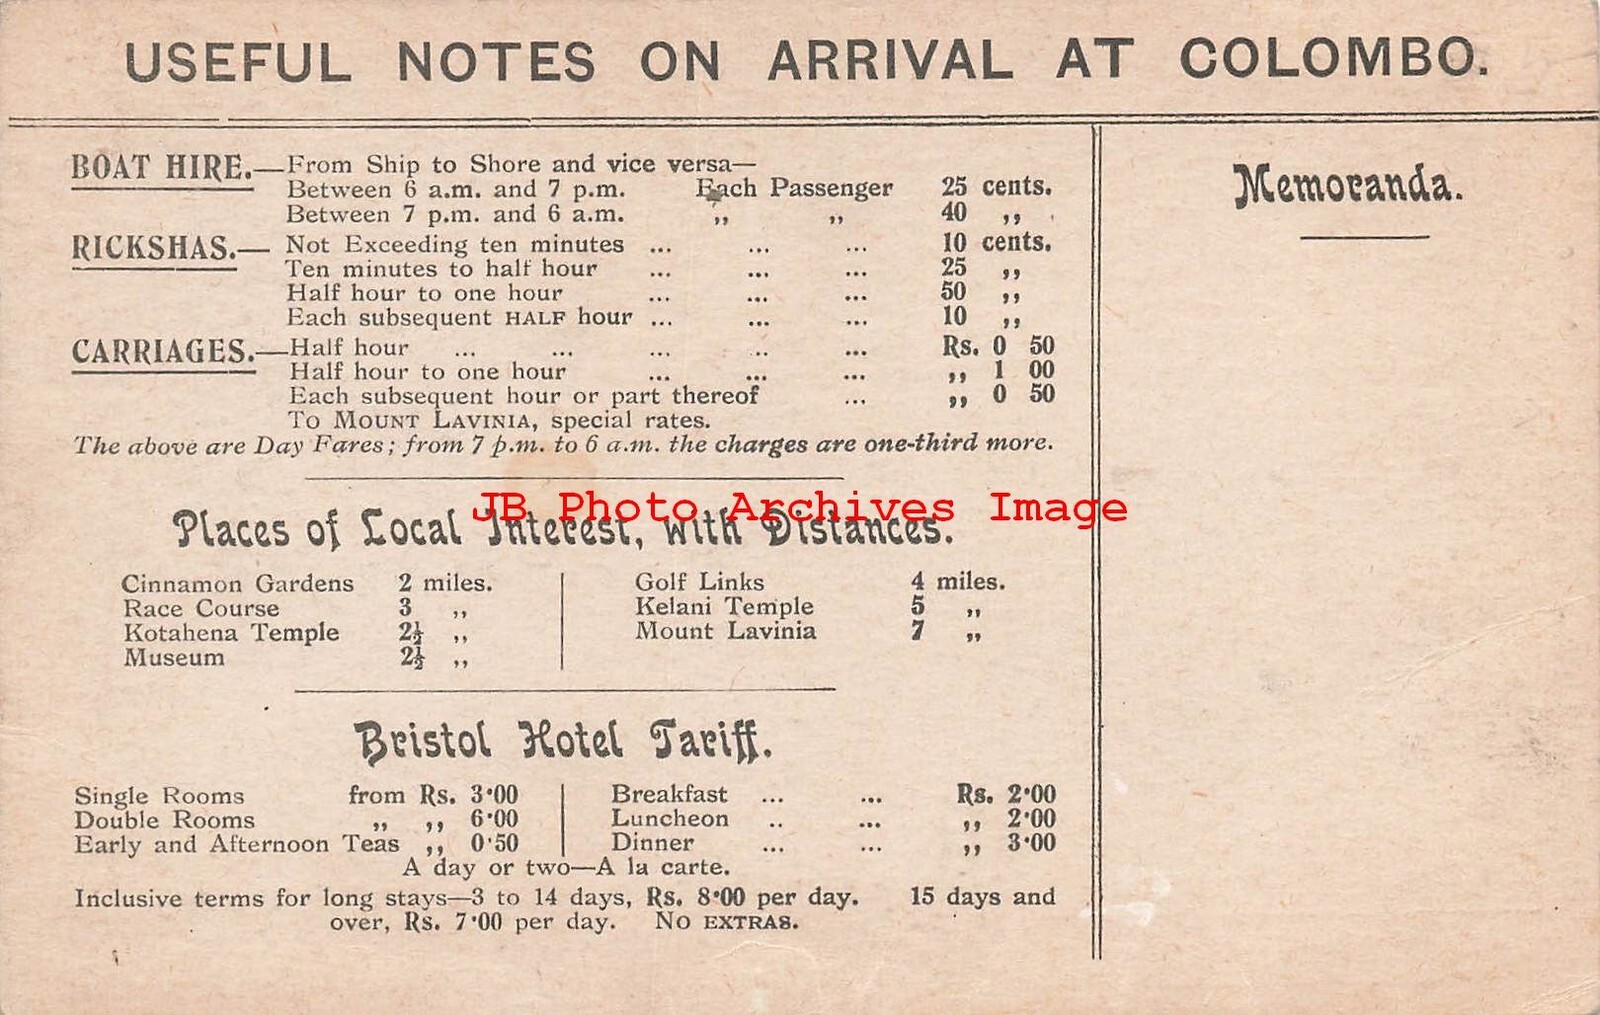 USEFUL NOTES ON ARRIVAL AT COLOMBO.
BOAT HIRE.—From Ship to Shore and vice versa—
Between 6 a.m. and 7 p.m. Each Passenger 25 cents.
Between 7 p.m. and 6 a.m. ,, ,, 40 ,,
RICKSHAS.— Not Exceeding ten minutes ... ... ... 10 cents.
Ten minutes to half hour ... ... ... 25 ,,
Half hour to one hour ... ... ... 50 ,,
Each subsequent HALF hour ... ... ... 10 ,,
CARRIAGES.—Half hour ... ... ... .. ... Rs. 0 50
Half hour to one hour ... ... ... ,, 1 00
Each subsequent hour or part thereof ... ,, 0 50
To MOUNT LAVINIA, special rates.
The above are Day Fares; from 7 p.m. to 6 a.m. the charges are one-third more.
JB Photo Archives Image
Places of Local Interest, with Distances.
Cinnamon Gardens 2 miles.
Race Course 3 ,,
Kotahena Temple 2½ ,,
Museum 2½ ,,
Golf Links 4 miles.
Kelani Temple 5 ,,
Mount Lavinia 7 ,,
Bristol Hotel Tariff.
Single Rooms from Rs. 3·00
Double Rooms ,, ,, 6·00
Early and Afternoon Teas ,, 0·50
Breakfast ... ... Rs. 2·00
Luncheon .. ... ,, 2·00
Dinner ... ... ,, 3·00
A day or two—A la carte.
Inclusive terms for long stays—3 to 14 days, Rs. 8·00 per day. 15 days and
over, Rs. 7·00 per day. NO EXTRAS.
Memoranda.